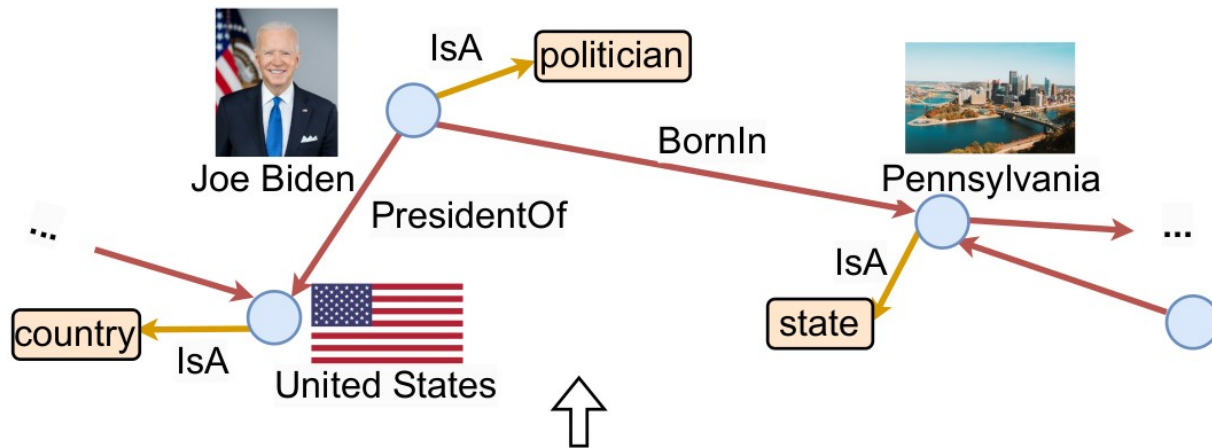 IsA
politician
Joe Biden
BornIn
Pennsylvania
PresidentOf
...
...
IsA
country
IsA
state
United States